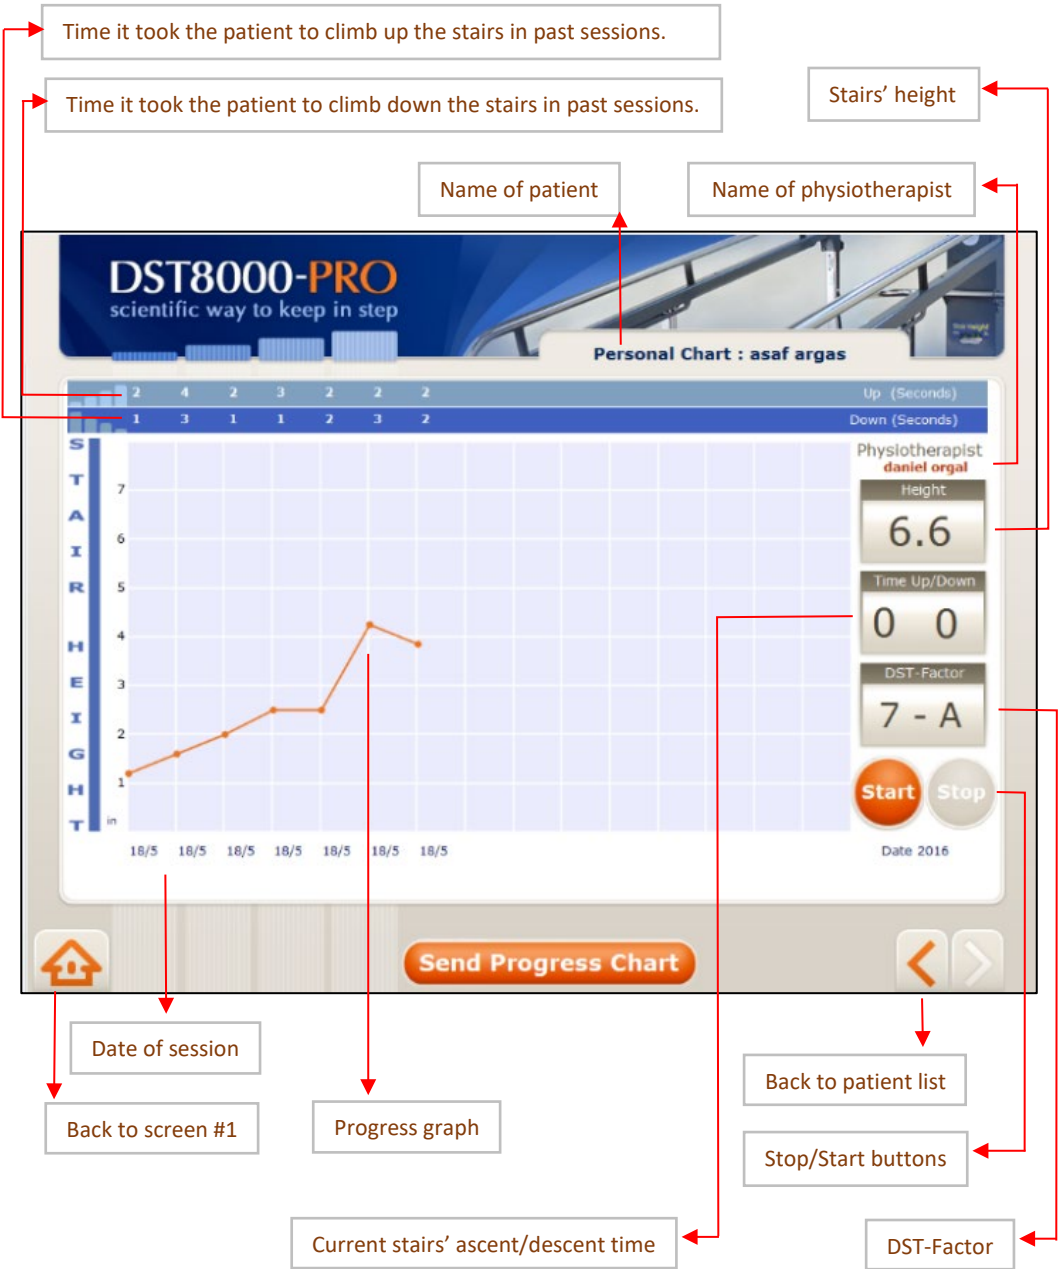 Time it took the patient to climb up the stairs in past sessions.
Time it took the patient to climb down the stairs in past sessions.
Stairs’ height
Name of patient
Name of physiotherapist
DST8000-PRO
scientific way to keep in step
Personal Chart : asaf argas
2 4 2 3 2 2 2 Up (Seconds)
1 3 1 1 2 3 2 Down (Seconds)
STAIR HEIGHT
Physiotherapist
daniel orgal
Height
6.6
Time Up/Down
0 0
DST-Factor
7 - A
Start Stop
7
6
5
4
3
2
1
in
18/5 18/5 18/5 18/5 18/5 18/5 18/5 Date 2016
Send Progress Chart
Date of session
Back to patient list
Back to screen #1
Progress graph
Stop/Start buttons
Current stairs’ ascent/descent time
DST-Factor